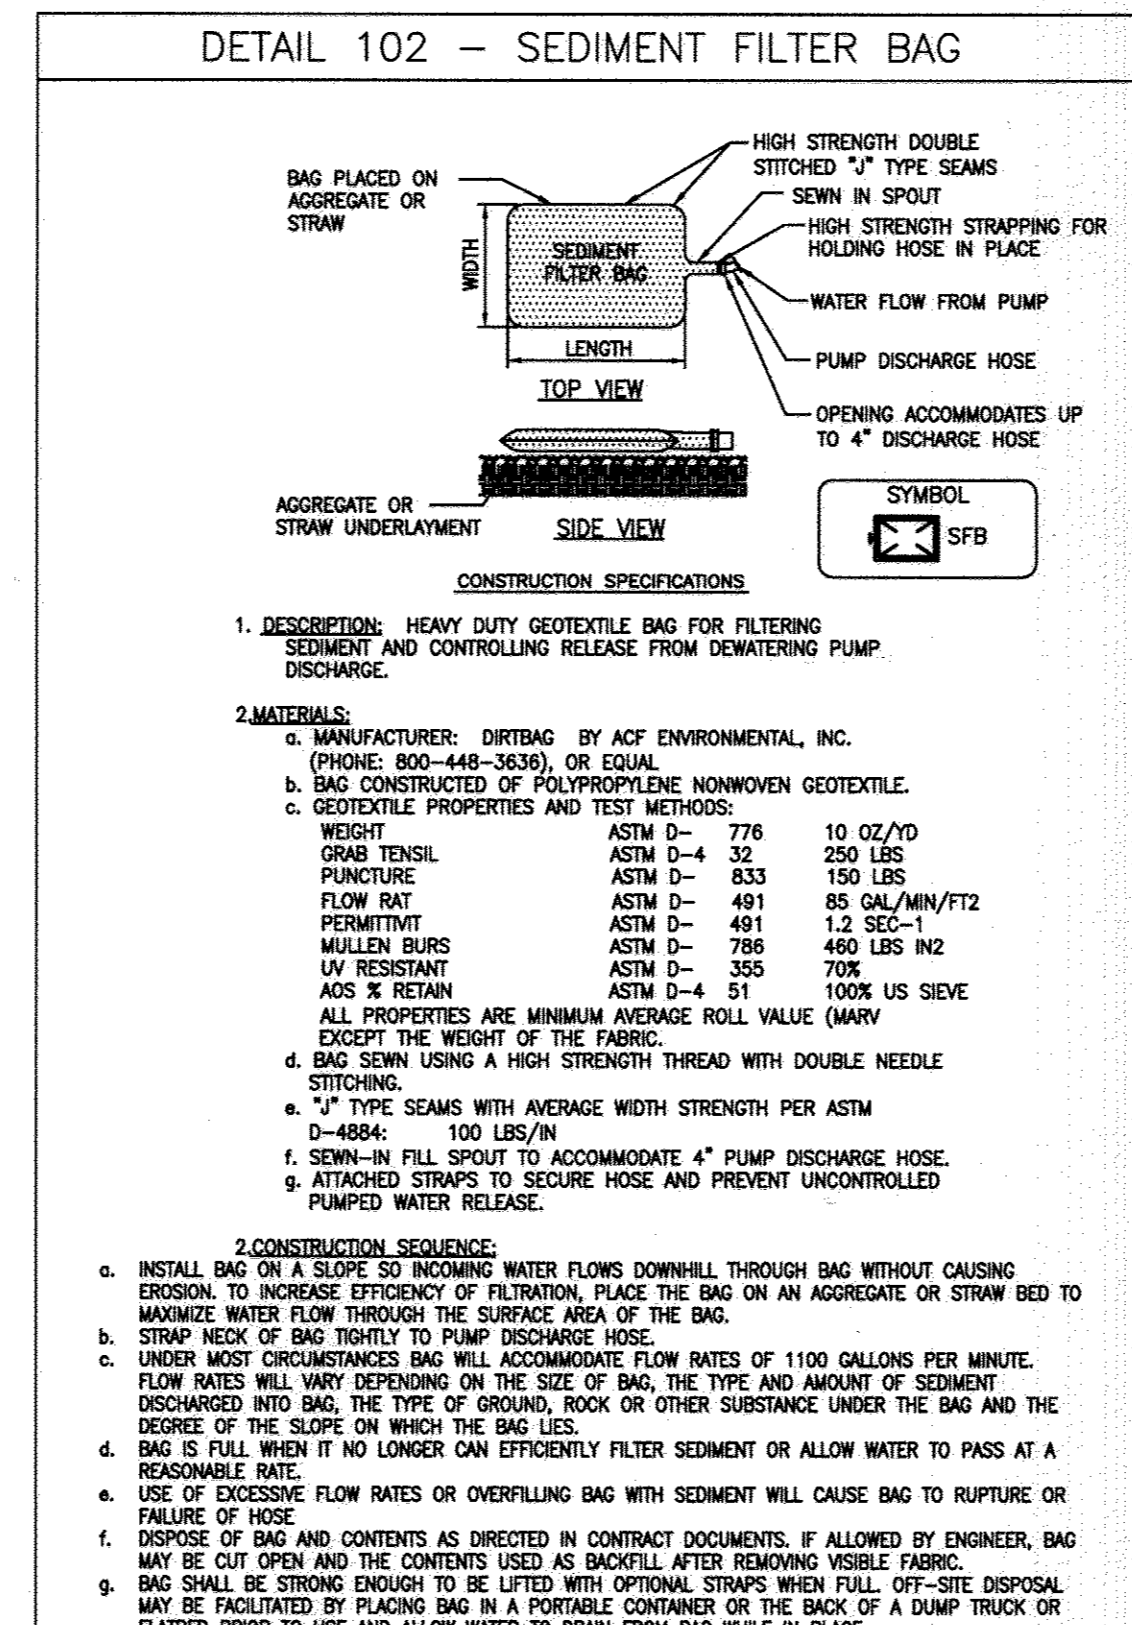 DETAIL 102 – SEDIMENT FILTER BAG
HIGH STRENGTH DOUBLE
STITCHED "J" TYPE SEAMS
BAG PLACED ON
AGGREGATE OR
STRAW
SEWN IN SPOUT
HIGH STRENGTH STRAPPING FOR
HOLDING HOSE IN PLACE
WIDTH
SEDIMENT
FILTER BAG
WATER FLOW FROM PUMP
LENGTH
PUMP DISCHARGE HOSE
TOP VIEW
OPENING ACCOMMODATES UP
TO 4" DISCHARGE HOSE
AGGREGATE OR
STRAW UNDERLAYMENT
SIDE VIEW
SYMBOL
SFB
CONSTRUCTION SPECIFICATIONS
1. DESCRIPTION: HEAVY DUTY GEOTEXTILE BAG FOR FILTERING
SEDIMENT AND CONTROLLING RELEASE FROM DEWATERING PUMP
DISCHARGE.
2.MATERIALS:
a. MANUFACTURER: DIRTBAG BY ACF ENVIRONMENTAL, INC.
(PHONE: 800–448–3636), OR EQUAL
b. BAG CONSTRUCTED OF POLYPROPYLENE NONWOVEN GEOTEXTILE.
c. GEOTEXTILE PROPERTIES AND TEST METHODS:
WEIGHT ASTM D– 776 10 OZ/YD
GRAB TENSIL ASTM D–4 32 250 LBS
PUNCTURE ASTM D– 833 150 LBS
FLOW RAT ASTM D– 491 85 GAL/MIN/FT2
PERMITTIVIT ASTM D– 491 1.2 SEC–1
MULLEN BURS ASTM D– 786 460 LBS IN2
UV RESISTANT ASTM D– 355 70%
AOS % RETAIN ASTM D–4 51 100% US SIEVE
ALL PROPERTIES ARE MINIMUM AVERAGE ROLL VALUE (MARV
EXCEPT THE WEIGHT OF THE FABRIC.
d. BAG SEWN USING A HIGH STRENGTH THREAD WITH DOUBLE NEEDLE
STITCHING.
e. "J" TYPE SEAMS WITH AVERAGE WIDTH STRENGTH PER ASTM
D–4884: 100 LBS/IN
f. SEWN–IN FILL SPOUT TO ACCOMMODATE 4" PUMP DISCHARGE HOSE.
g. ATTACHED STRAPS TO SECURE HOSE AND PREVENT UNCONTROLLED
PUMPED WATER RELEASE.
2.CONSTRUCTION SEQUENCE:
a. INSTALL BAG ON A SLOPE SO INCOMING WATER FLOWS DOWNHILL THROUGH BAG WITHOUT CAUSING
EROSION. TO INCREASE EFFICIENCY OF FILTRATION, PLACE THE BAG ON AN AGGREGATE OR STRAW BED TO
MAXIMIZE WATER FLOW THROUGH THE SURFACE AREA OF THE BAG.
b. STRAP NECK OF BAG TIGHTLY TO PUMP DISCHARGE HOSE.
c. UNDER MOST CIRCUMSTANCES BAG WILL ACCOMMODATE FLOW RATES OF 1100 GALLONS PER MINUTE.
FLOW RATES WILL VARY DEPENDING ON THE SIZE OF BAG, THE TYPE AND AMOUNT OF SEDIMENT
DISCHARGED INTO BAG, THE TYPE OF GROUND, ROCK OR OTHER SUBSTANCE UNDER THE BAG AND THE
DEGREE OF THE SLOPE ON WHICH THE BAG LIES.
d. BAG IS FULL WHEN IT NO LONGER CAN EFFICIENTLY FILTER SEDIMENT OR ALLOW WATER TO PASS AT A
REASONABLE RATE.
e. USE OF EXCESSIVE FLOW RATES OR OVERFILLING BAG WITH SEDIMENT WILL CAUSE BAG TO RUPTURE OR
FAILURE OF HOSE
f. DISPOSE OF BAG AND CONTENTS AS DIRECTED IN CONTRACT DOCUMENTS. IF ALLOWED BY ENGINEER, BAG
MAY BE CUT OPEN AND THE CONTENTS USED AS BACKFILL AFTER REMOVING VISIBLE FABRIC.
g. BAG SHALL BE STRONG ENOUGH TO BE LIFTED WITH OPTIONAL STRAPS WHEN FULL. OFF–SITE DISPOSAL
MAY BE FACILITATED BY PLACING BAG IN A PORTABLE CONTAINER OR THE BACK OF A DUMP TRUCK OR
FLATBED PRIOR TO USE AND ALLOW WATER TO DRAIN FROM BAG WHILE IN PLACE